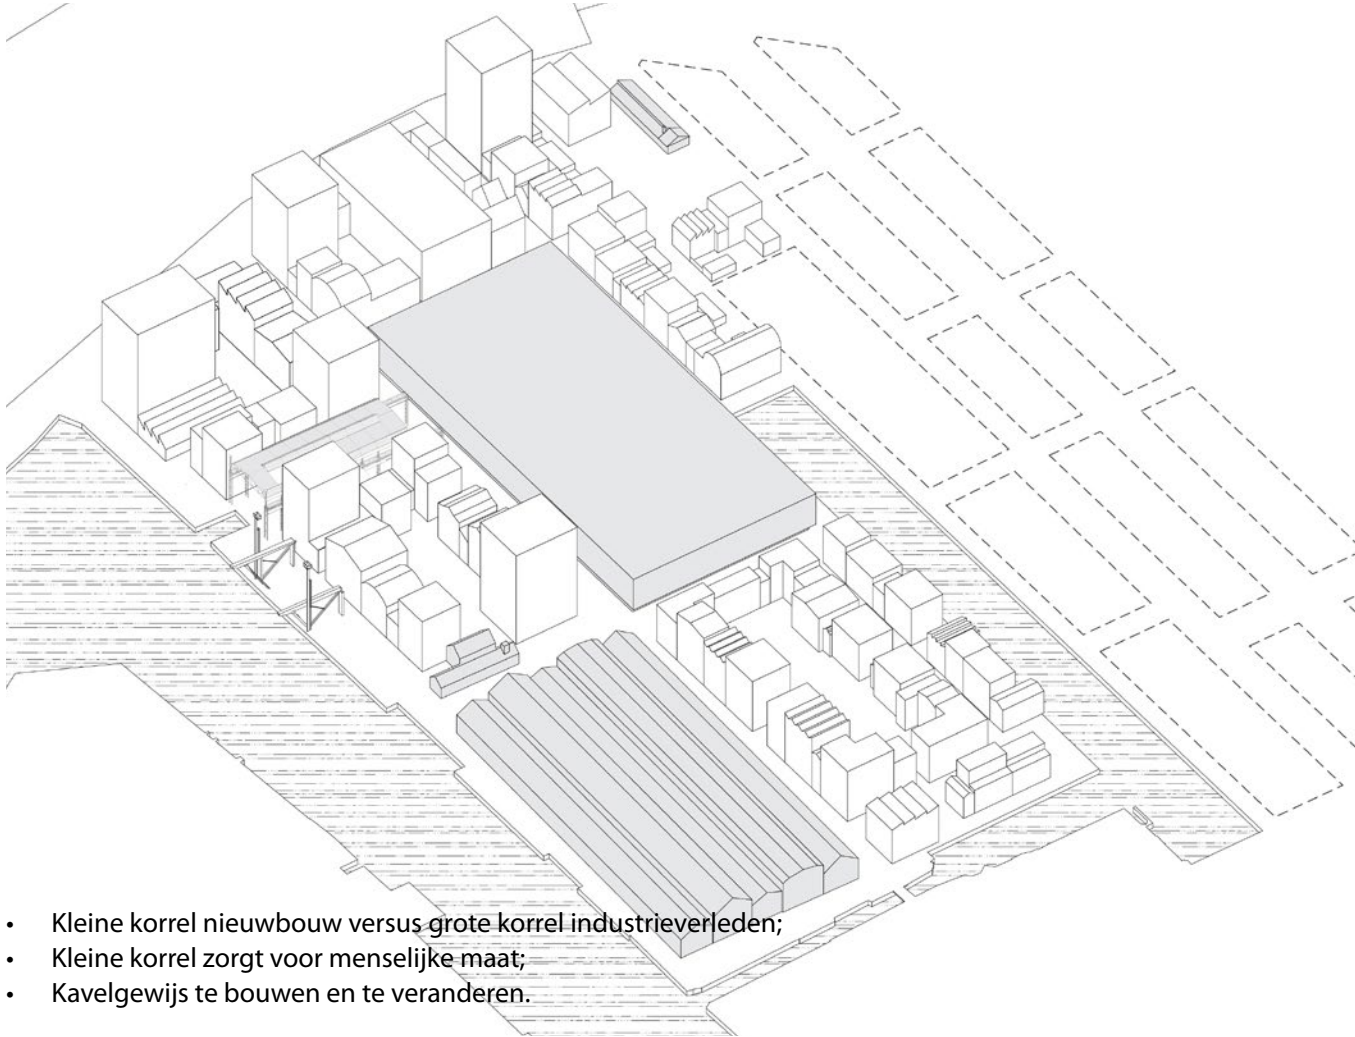 • Kleine korrel nieuwbouw versus grote korrel industrieverleden;
• Kleine korrel zorgt voor menselijke maat;
• Kavelgewijs te bouwen en te veranderen.